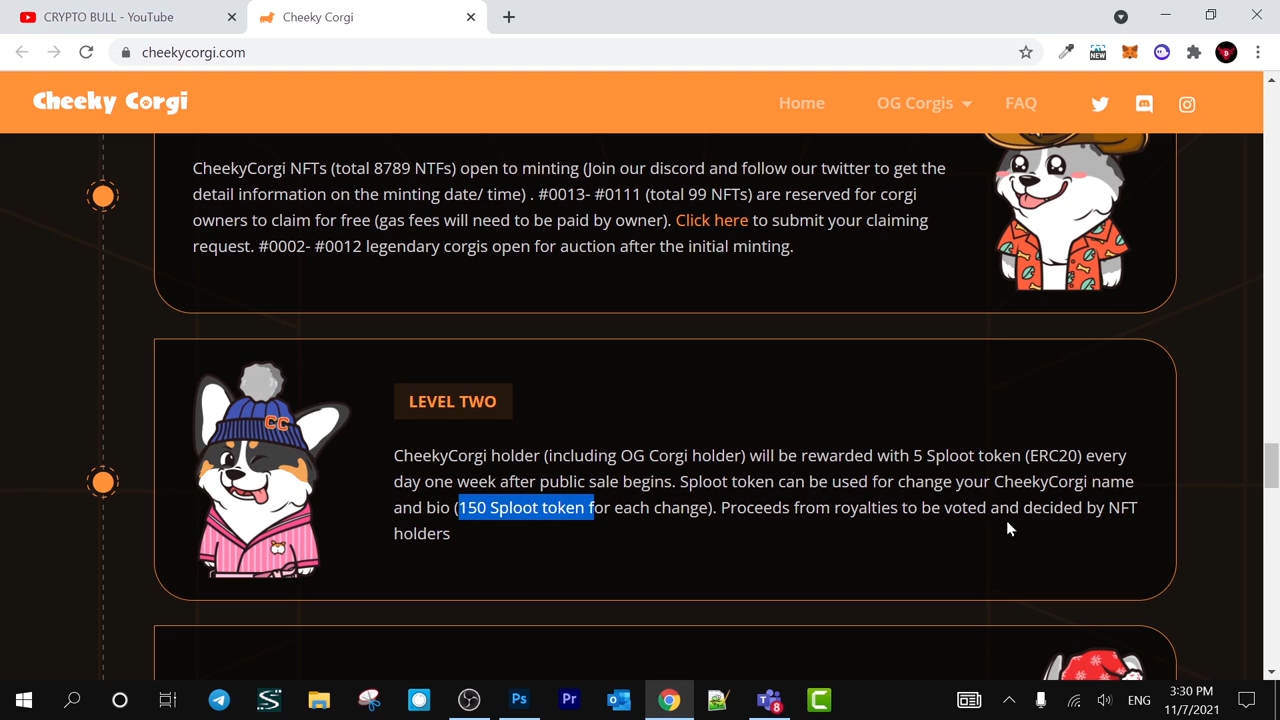 CRYPTO BULL - YouTube
Cheeky Corgi
cheekycorgi.com
NEW
Cheeky Corgi
Home
OG Corgis
FAQ
CheekyCorgi NFTs (total 8789 NTFs) open to minting (Join our discord and follow our twitter to get the
detail information on the minting date/ time) . #0013- #0111 (total 99 NFTs) are reserved for corgi
owners to claim for free (gas fees will need to be paid by owner). Click here to submit your claiming
request. #0002- #0012 legendary corgis open for auction after the initial minting.
CC
LEVEL TWO
CheekyCorgi holder (including OG Corgi holder) will be rewarded with 5 Sploot token (ERC20) every
day one week after public sale begins. Sploot token can be used for change your CheekyCorgi name
and bio (150 Sploot token for each change). Proceeds from royalties to be voted and decided by NFT
holders
Ps
Pr
8
ENG
3:30 PM
11/7/2021